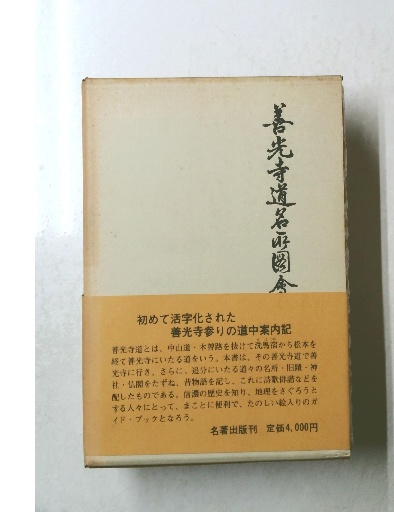 善光寺道名所圖會
初めて活字化された
善光寺参りの道中案内記
善光寺道とは、中山道・木曽路を抜けて洗馬宿から松本を
経て善光寺にいたる道をいう。本書は、その善光寺道で善
光寺に行き、さらに、追分にいたる道々の名所・旧蹟・神
社・仏閣をたずね、昔物語を記し、これに詩歌俳諧などを
配したものである。信濃の歴史を知り、地理をさぐろうと
する人々にとって、まことに便利で、たのしい絵入りのガ
イド・ブックとなろう。
名著出版刊 定価4,000円